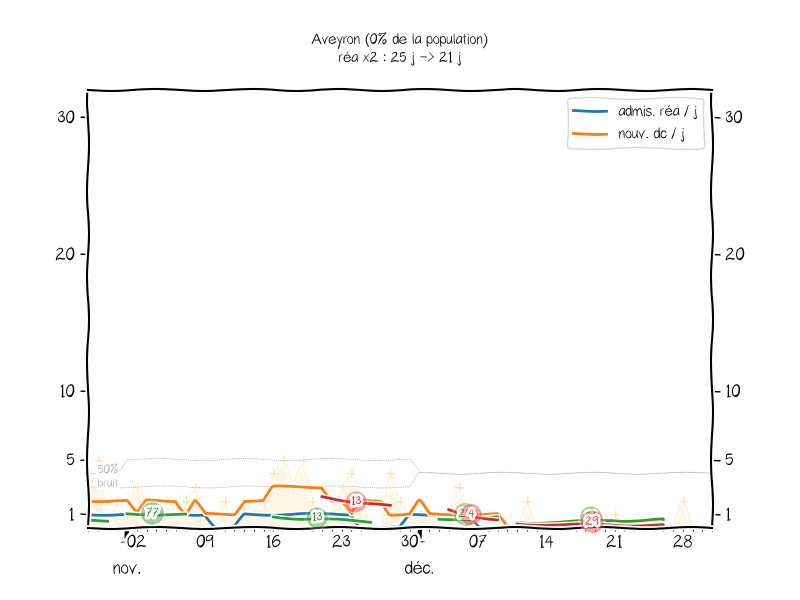 Aveyron (0% de la population)
réa x2 : 25 j -> 21 j
admis. réa / j
nouv. dc / j
30
30
20
20
10
10
5
5
1
1
50%
bruit
77
13
13
4
29
02 09 16 23 30 07 14 21 28
nov. déc.